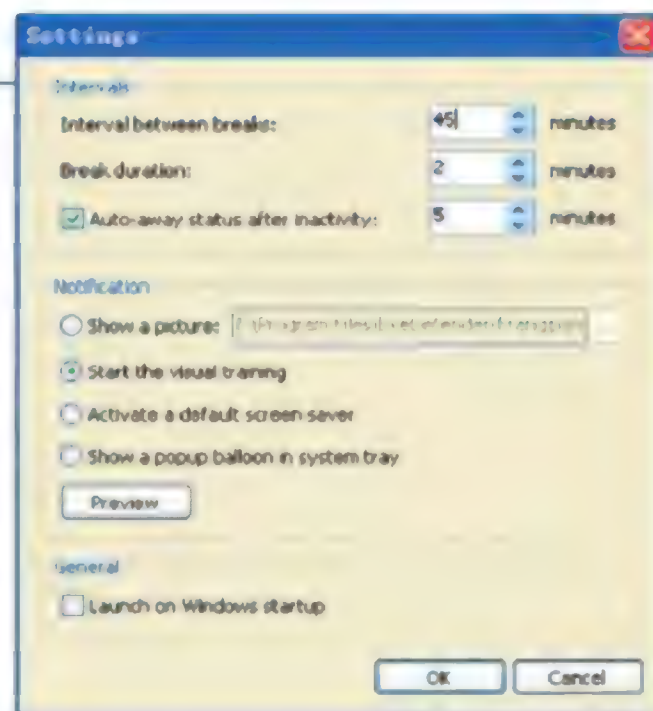 Settings
Intervals
Interval between breaks: 45 minutes
Break duration: 2 minutes
Auto-away status after inactivity: 5 minutes
Notification
Show a picture:
Start the visual training
Activate a default screen saver
Show a popup balloon in system tray
Preview
General
Launch on Windows startup
OK Cancel